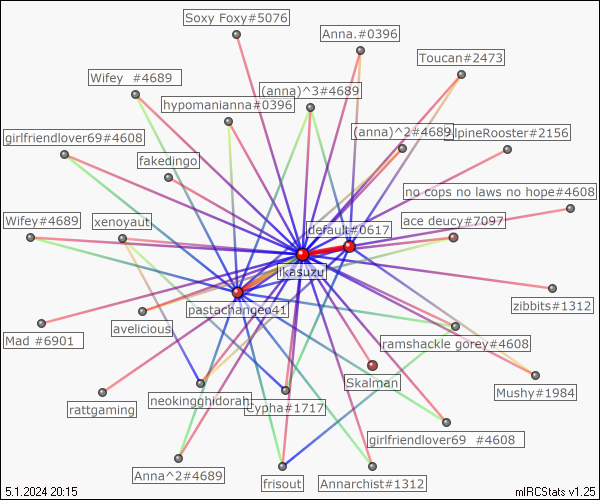 Soxy Foxy#5076
Anna.#0396
Toucan#2473
Wifey #4689
(anna)^3#4689
hypomanianna#0396
(anna)^2#4689
lpineRooster#2156
girlfriendlover69#4608
fakedingo
no cops no laws no hope#4608
Wifey#4689
xenoyaut
default#0617
ace deucy#7097
ikasuzu
pastachangeo41
zibbits#1312
avelicious
Mad #6901
ramshackle gorey#4608
Skalman
Mushy#1984
rattgaming
neokingghidorah
Cypha#1717
girlfriendlover69 #4608
Anna^2#4689
frisout
Annarchist#1312
5.1.2024 20:15
mIRCStats v1.25